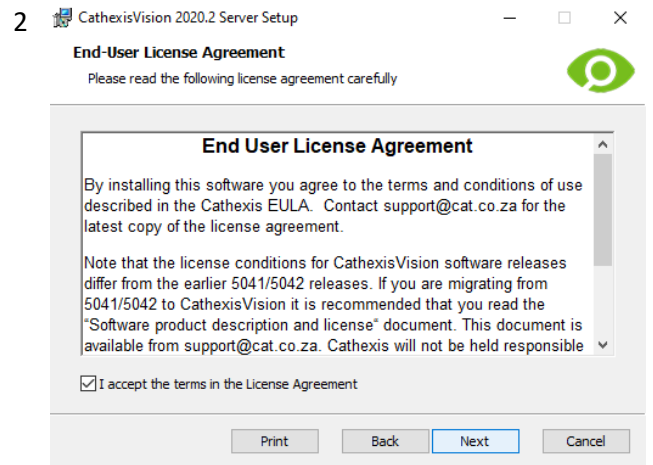 2
CathexisVision 2020.2 Server Setup
End-User License Agreement
Please read the following license agreement carefully
End User License Agreement
By installing this software you agree to the terms and conditions of use
described in the Cathexis EULA.  Contact support@cat.co.za for the
latest copy of the license agreement.
Note that the license conditions for CathexisVision software releases
differ from the earlier 5041/5042 releases. If you are migrating from
5041/5042 to CathexisVision it is recommended that you read the
“Software product description and license“ document. This document is
available from support@cat.co.za. Cathexis will not be held responsible
I accept the terms in the License Agreement
Print Back Next Cancel